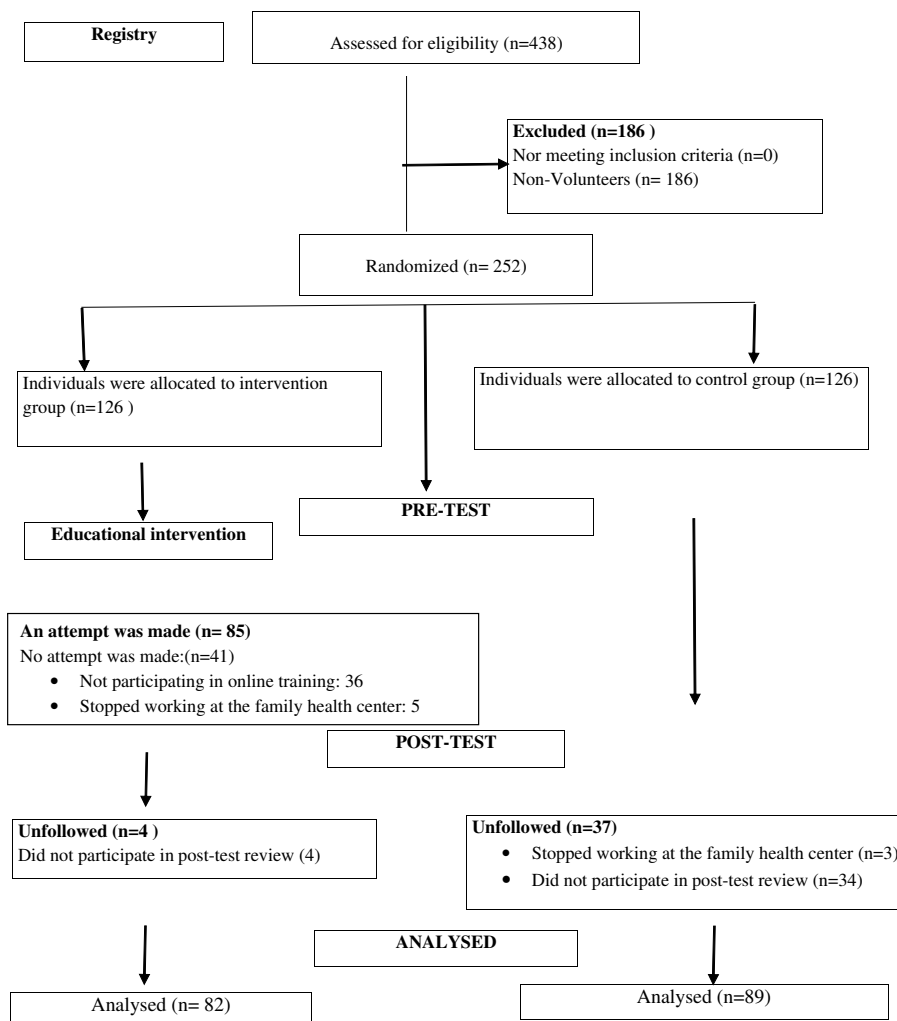 Registry
Assessed for eligibility (n=438)
Excluded (n=186 )
Nor meeting inclusion criteria (n=0)
Non-Volunteers (n= 186)
Randomized (n= 252)
Individuals were allocated to intervention
group (n=126 )
Individuals were allocated to control group (n=126)
PRE-TEST
Educational intervention
An attempt was made (n= 85)
No attempt was made:(n=41)
• Not participating in online training: 36
• Stopped working at the family health center: 5
POST-TEST
Unfollowed (n=4 )
Did not participate in post-test review (4)
Unfollowed (n=37)
• Stopped working at the family health center (n=3)
• Did not participate in post-test review (n=34)
ANALYSED
Analysed (n= 82)
Analysed (n=89)